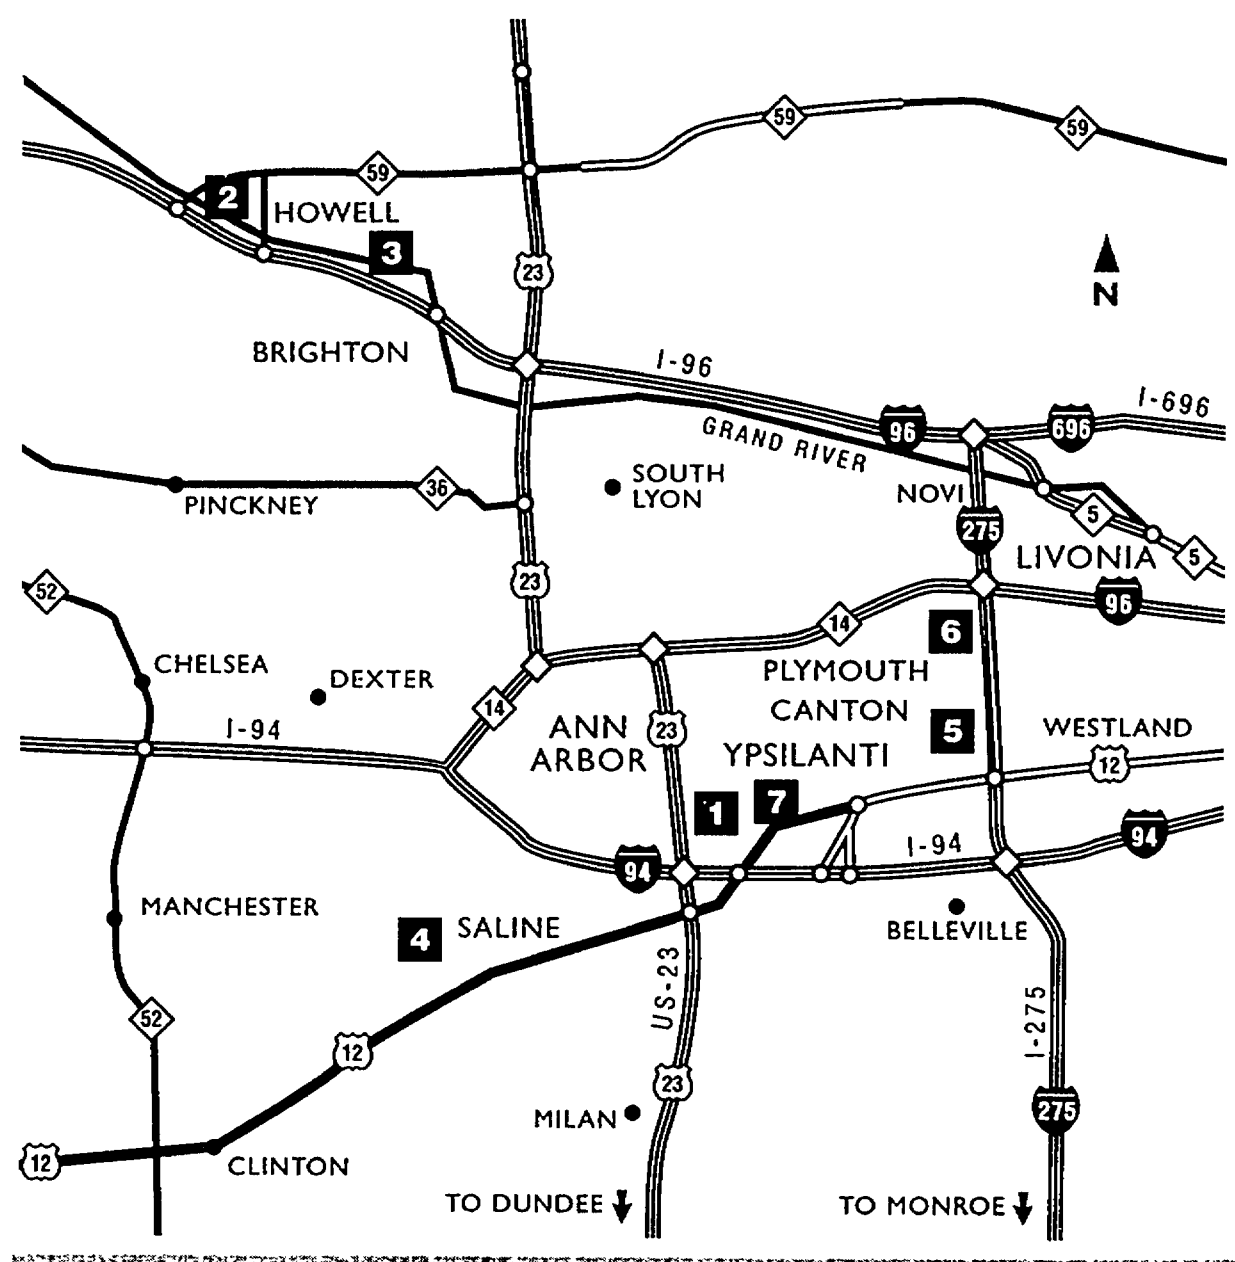 59
59
59
2
HOWELL
3
23
N
BRIGHTON
I-96
I-696
96
696
GRAND RIVER
SOUTH
LYON
36
PINCKNEY
NOVI
5
275
LIVONIA
5
23
52
96
14
6
CHELSEA
DEXTER
PLYMOUTH
CANTON
14
I-94
ANN
ARBOR
23
YPSILANTI
5
WESTLAND
12
1
7
94
I-94
94
MANCHESTER
4
SALINE
BELLEVILLE
US-23
52
I-275
12
23
275
MILAN
12
CLINTON
TO DUNDEE
TO MONROE